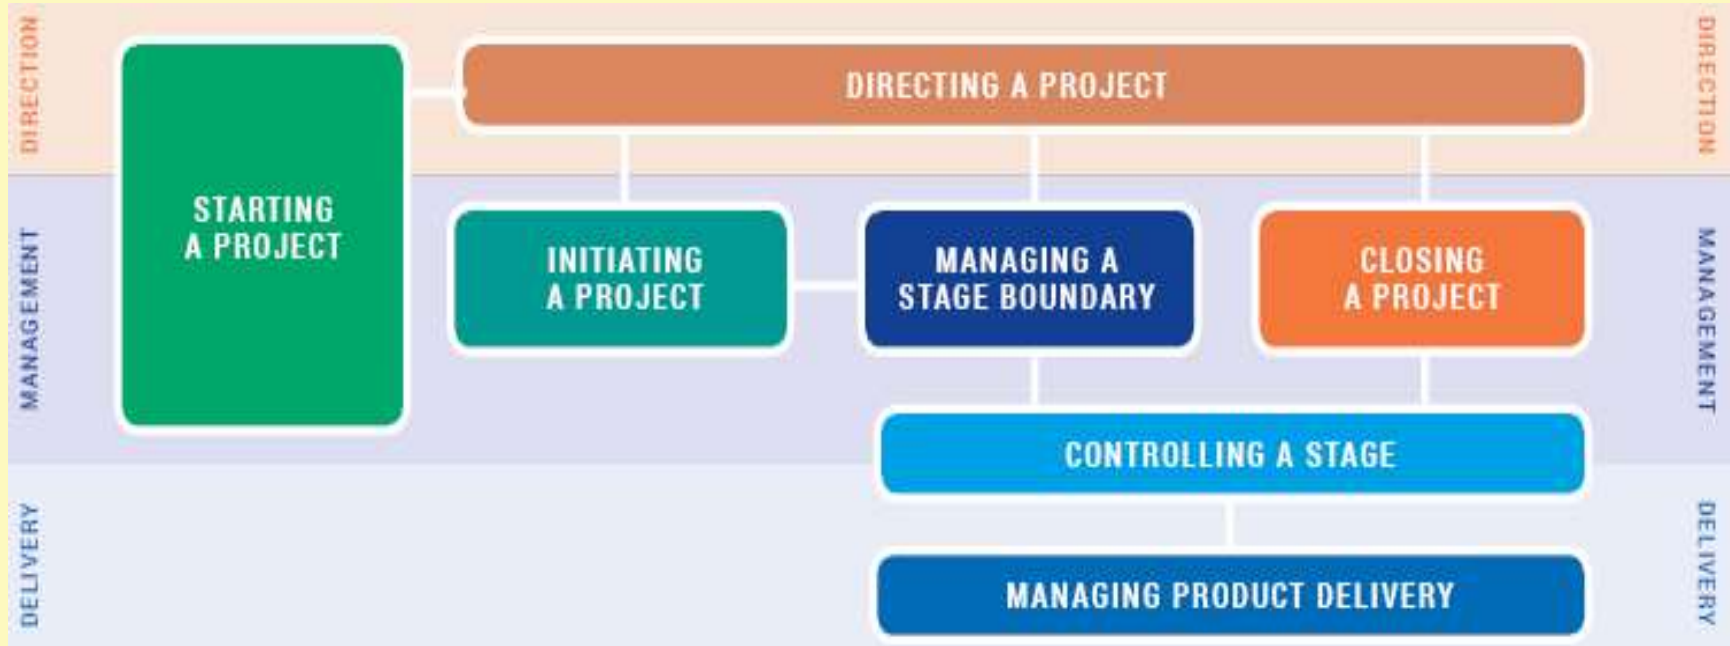 DIRECTION
DIRECTING A PROJECT
DIRECTION
STARTING
A PROJECT
MANAGEMENT
INITIATING
A PROJECT
MANAGING A
STAGE BOUNDARY
CLOSING
A PROJECT
MANAGEMENT
CONTROLLING A STAGE
DELIVERY
MANAGING PRODUCT DELIVERY
DELIVERY